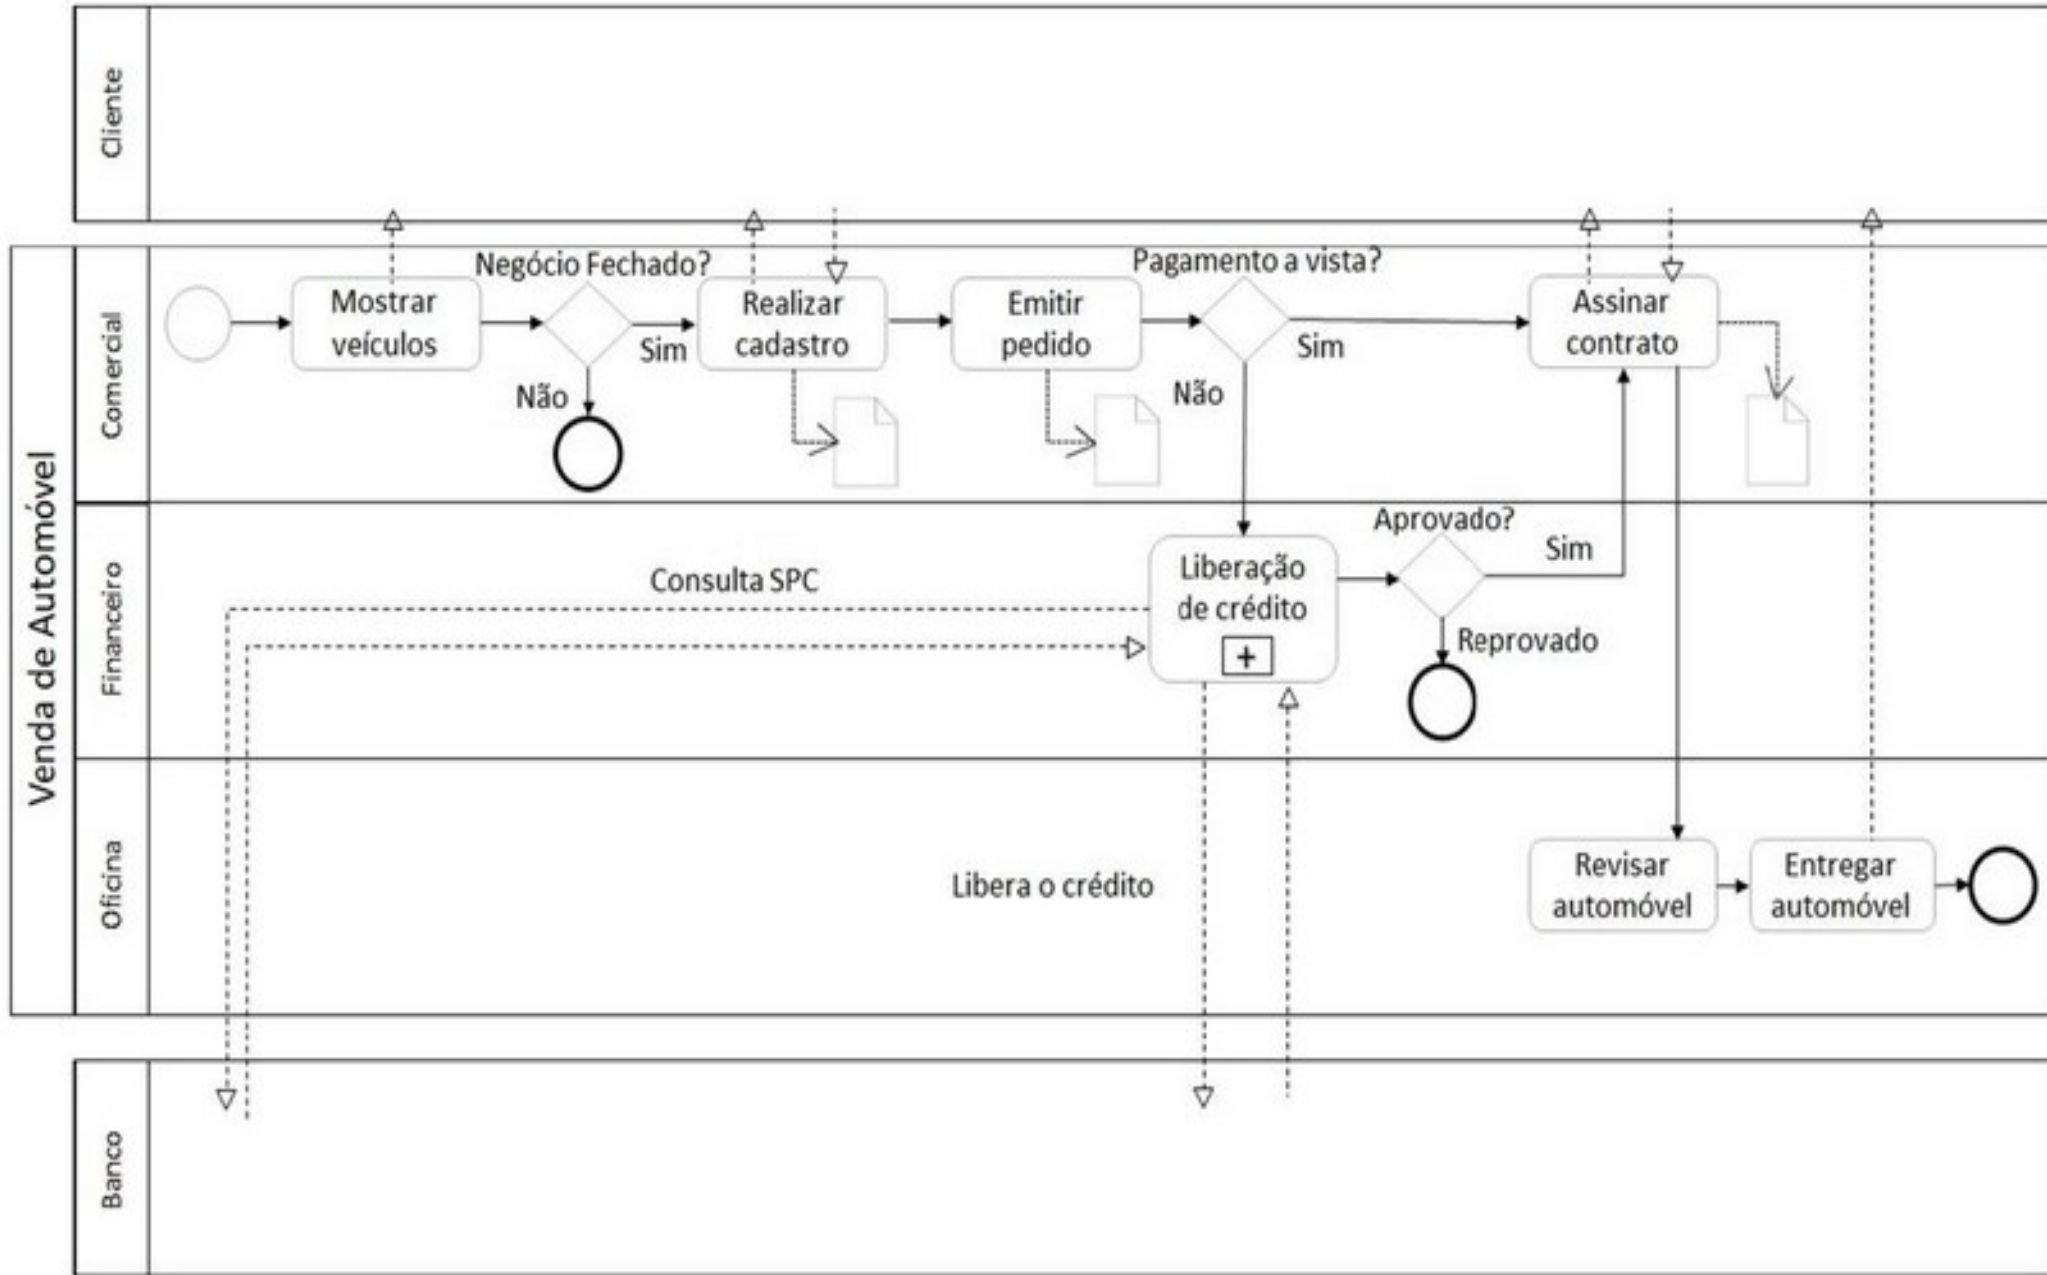 Cliente
Venda de Automóvel
Comercial
Mostrar
veículos
Negócio Fechado?
Sim
Não
Realizar
cadastro
Emitir
pedido
Pagamento a vista?
Sim
Não
Assinar
contrato
Financeiro
Consulta SPC
Liberação
de crédito
+
Aprovado?
Sim
Reprovado
Oficina
Libera o crédito
Revisar
automóvel
Entregar
automóvel
Banco